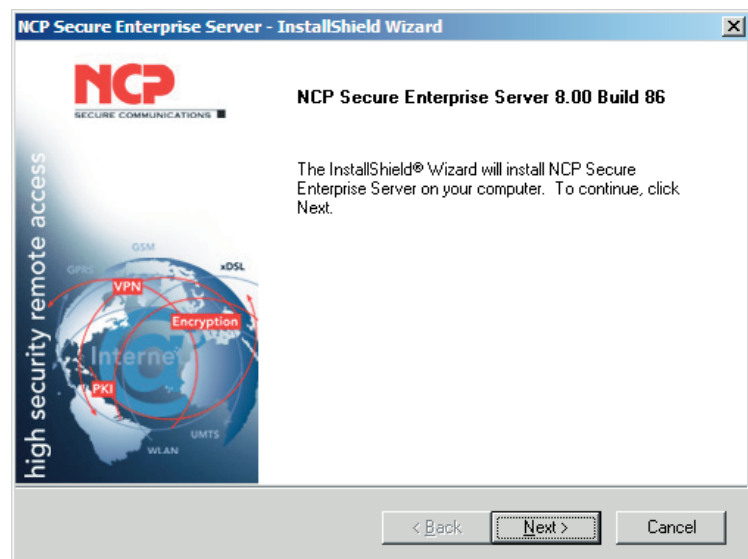 NCP Secure Enterprise Server - InstallShield Wizard
NCP
SECURE COMMUNICATIONS
NCP Secure Enterprise Server 8.00 Build 86
The InstallShield® Wizard will install NCP Secure
Enterprise Server on your computer. To continue, click
Next.
high security remote access
GSM
GPRS
xDSL
VPN
Encryption
Internet
@
PKI
UMTS
WLAN
< Back
Next >
Cancel